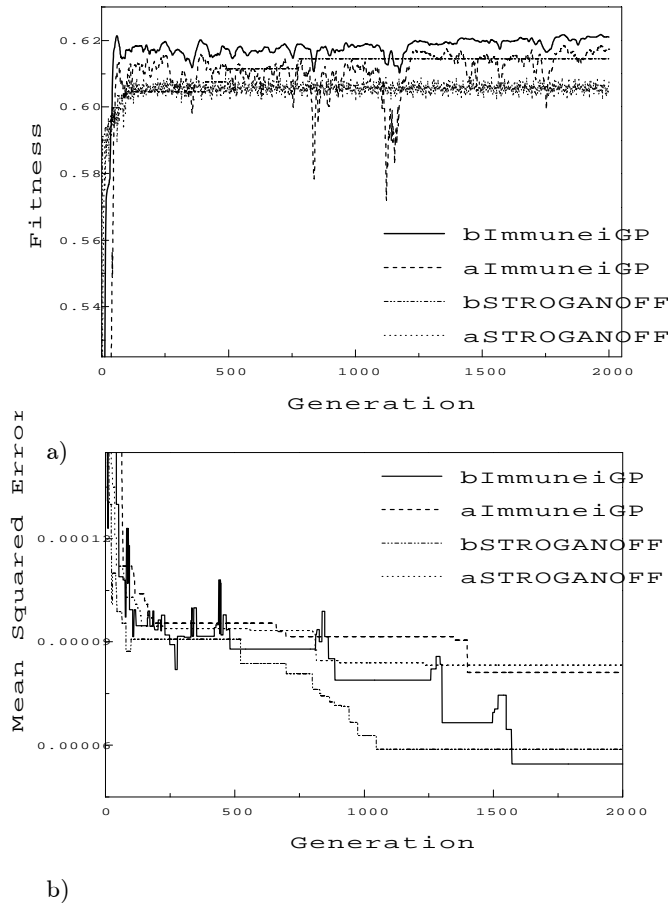 0.62
0.60
0.58
0.56
0.54
Fitness
bImmuneiGP
aImmuneiGP
bSTROGANOFF
aSTROGANOFF
0 500 1000 1500 2000
Generation
a)
Mean Squared Error
0.00012
0.00009
0.00006
bImmuneiGP
aImmuneiGP
bSTROGANOFF
aSTROGANOFF
0 500 1000 1500 2000
Generation
b)